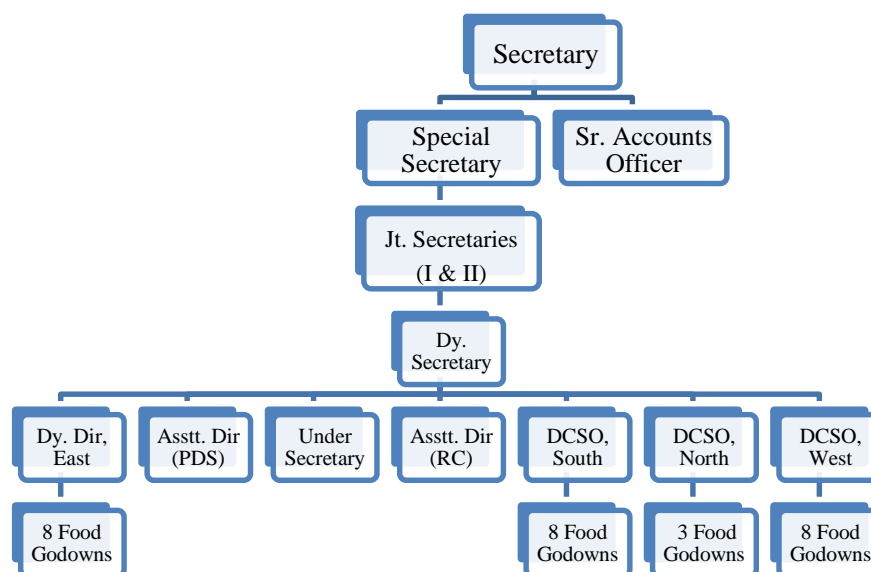 Secretary
Special
Secretary
Sr. Accounts
Officer
Jt. Secretaries
(I & II)
Dy.
Secretary
Dy. Dir,
East
Asstt. Dir
(PDS)
Under
Secretary
Asstt. Dir
(RC)
DCSO,
South
DCSO,
North
DCSO,
West
8 Food
Godowns
8 Food
Godowns
3 Food
Godowns
8 Food
Godowns